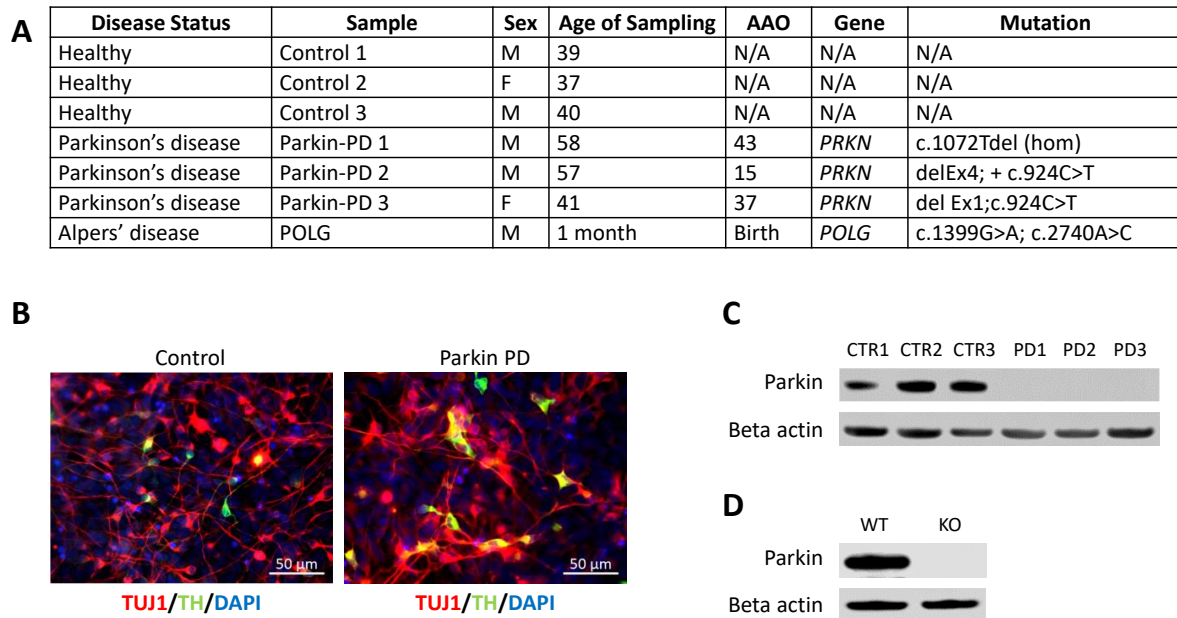 A
Disease Status Sample Sex Age of Sampling AAO Gene Mutation
Healthy Control 1 M 39 N/A N/A N/A
Healthy Control 2 F 37 N/A N/A N/A
Healthy Control 3 M 40 N/A N/A N/A
Parkinson’s disease Parkin-PD 1 M 58 43 PRKN c.1072Tdel (hom)
Parkinson’s disease Parkin-PD 2 M 57 15 PRKN delEx4; + c.924C>T
Parkinson’s disease Parkin-PD 3 F 41 37 PRKN del Ex1;c.924C>T
Alpers’ disease POLG M 1 month Birth POLG c.1399G>A; c.2740A>C
B
Control Parkin PD
50 µm 50 µm
TUJ1/TH/DAPI TUJ1/TH/DAPI
C
CTR1 CTR2 CTR3 PD1 PD2 PD3
Parkin
Beta actin
D
WT KO
Parkin
Beta actin